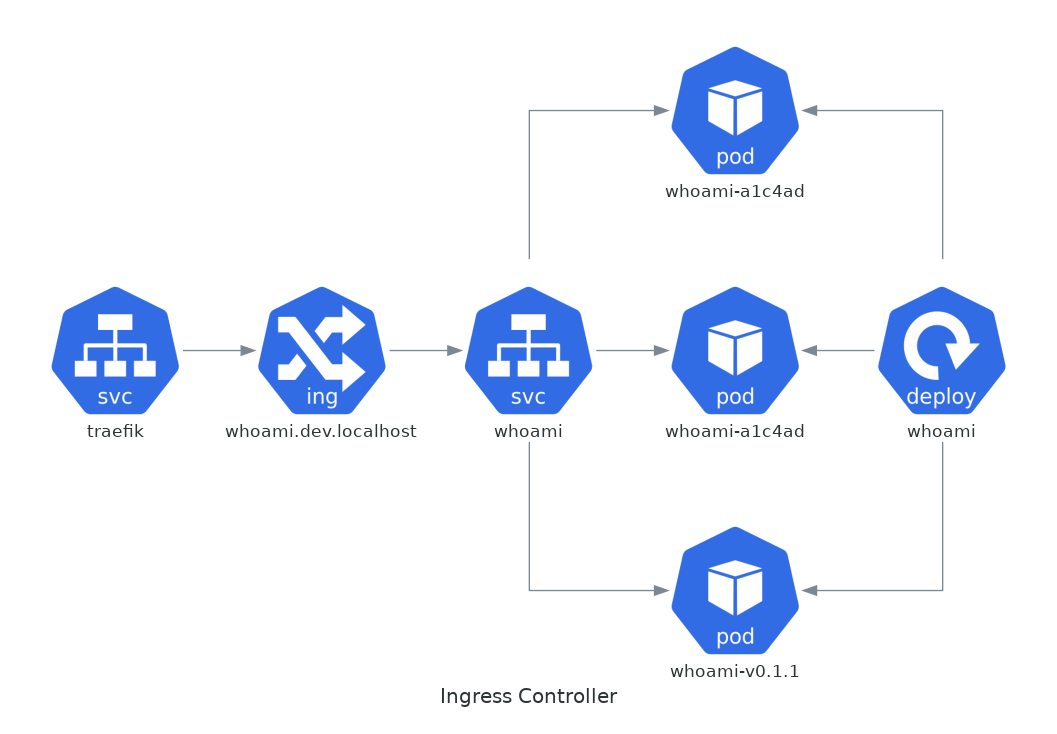 pod
whoami-a1c4ad
svc
traefik
ing
whoami.dev.localhost
svc
whoami
pod
whoami-a1c4ad
deploy
whoami
pod
whoami-v0.1.1
Ingress Controller